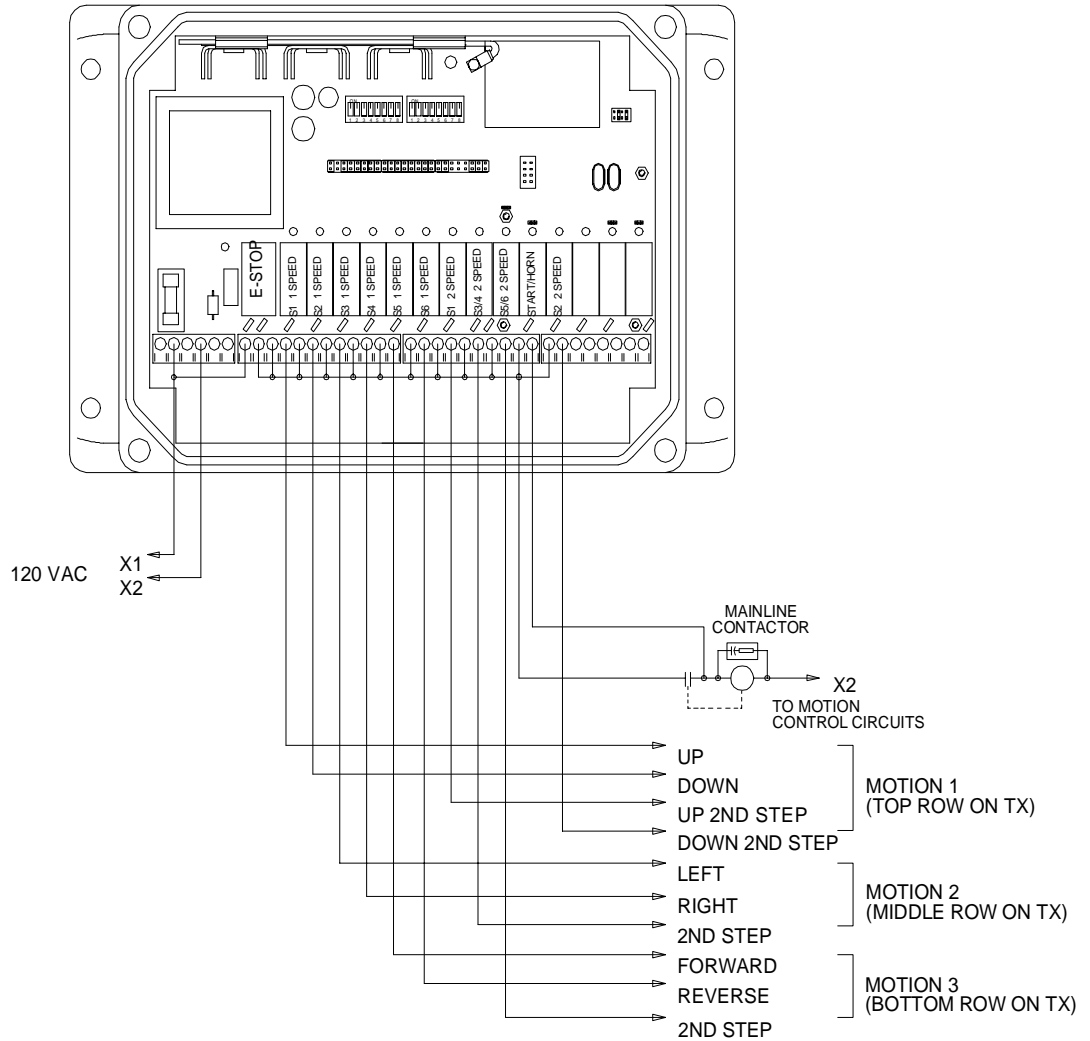 E-STOP
S1 1 SPEED
S2 1 SPEED
S3 1 SPEED
S4 1 SPEED
S5 1 SPEED
S6 1 SPEED
S1 2 SPEED
S3/4 2 SPEED
S5/6 2 SPEED
START/HORN
S2 2 SPEED
120 VAC
X1
X2
MAINLINE
CONTACTOR
X2
TO MOTION
CONTROL CIRCUITS
UP
DOWN
UP 2ND STEP
DOWN 2ND STEP
MOTION 1
(TOP ROW ON TX)
LEFT
RIGHT
2ND STEP
MOTION 2
(MIDDLE ROW ON TX)
FORWARD
REVERSE
2ND STEP
MOTION 3
(BOTTOM ROW ON TX)